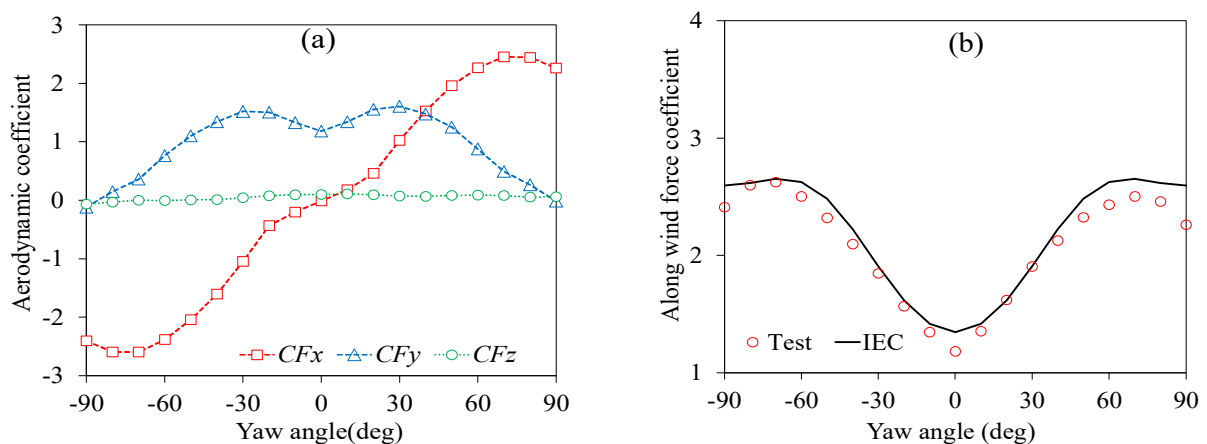 (a)
Aerodynamic coefficient
3
2
1
0
-1
-2
-3
CFx CFy CFz
-90 -60 -30 0 30 60 90
Yaw angle(deg)
(b)
Along wind force coefficient
4
3
2
1
Test IEC
-90 -60 -30 0 30 60 90
Yaw angle (deg)